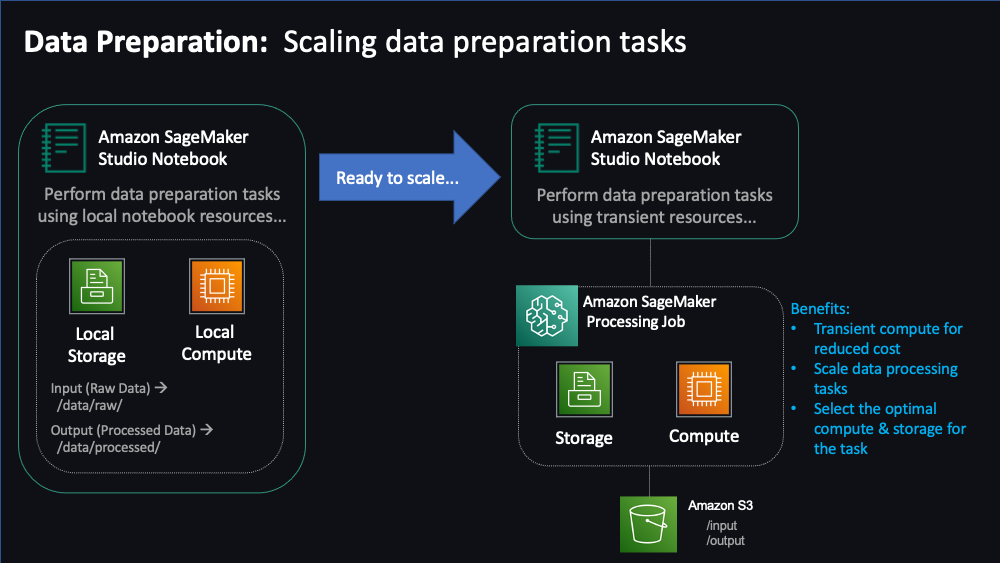 Data Preparation: Scaling data preparation tasks
Amazon SageMaker
Studio Notebook
Perform data preparation tasks
using local notebook resources...
Local
Storage
Local
Compute
Input (Raw Data) →
/data/raw/
Output (Processed Data) →
/data/processed/
Ready to scale...
Amazon SageMaker
Studio Notebook
Perform data preparation tasks
using transient resources...
Amazon SageMaker
Processing Job
Storage
Compute
Amazon S3
/input
/output
Benefits:
• Transient compute for
reduced cost
• Scale data processing
tasks
• Select the optimal
compute & storage for
the task